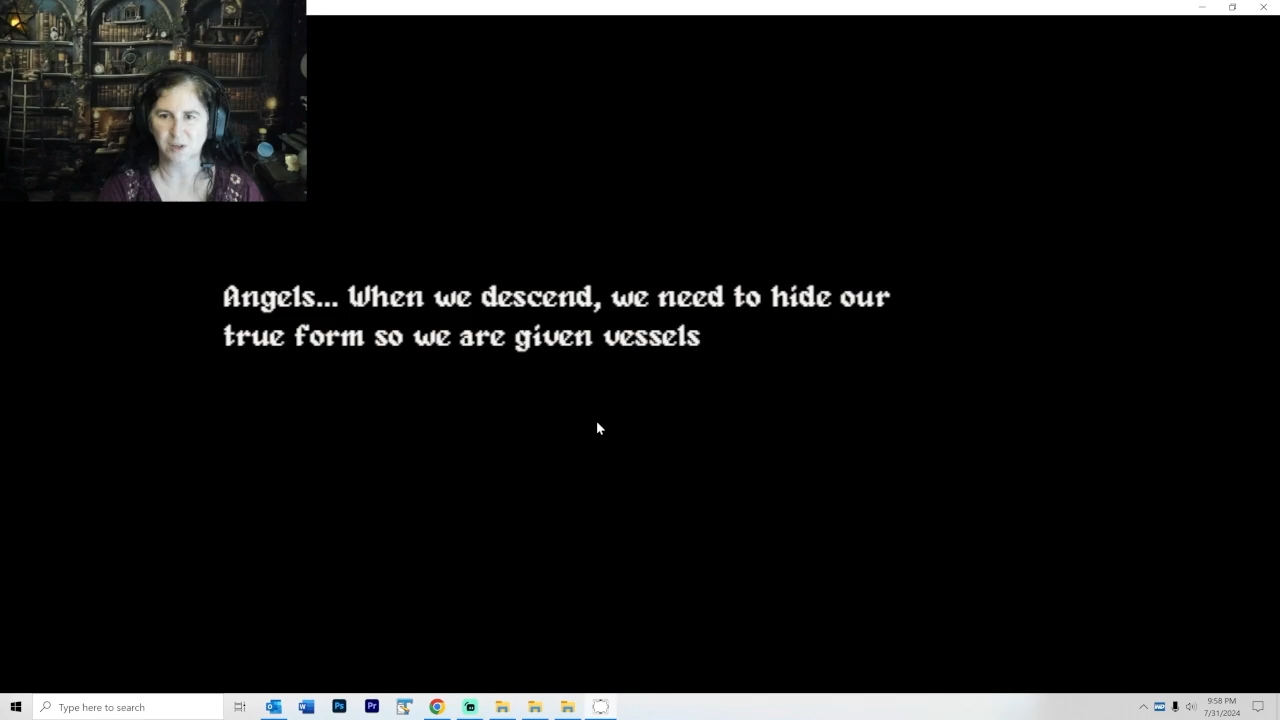 Angels... When we descend, we need to hide our
true form so we are given vessels
Type here to search
9:58 PM
7/31/2024